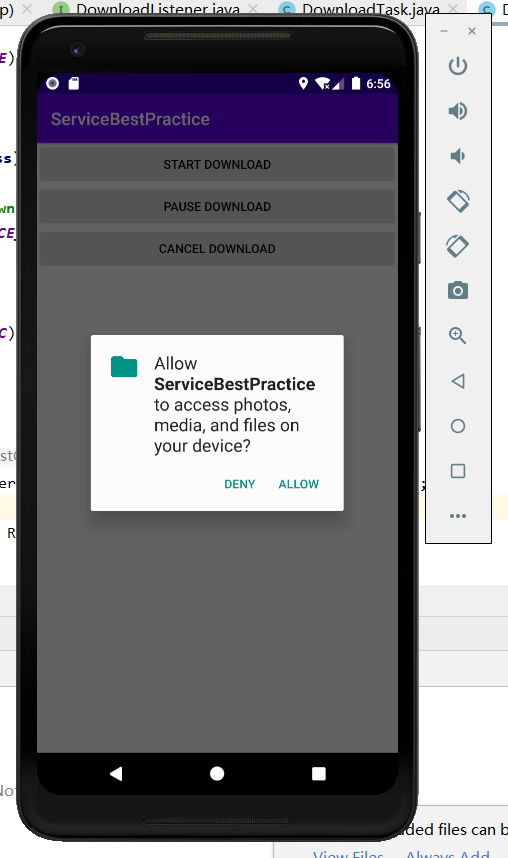 DownloadListener.java
DownloadTask.java
6:56
ServiceBestPractice
START DOWNLOAD
PAUSE DOWNLOAD
CANCEL DOWNLOAD
Allow
ServiceBestPractice
to access photos,
media, and files on
your device?
DENY
ALLOW
ded files can b
View Files
Always Add